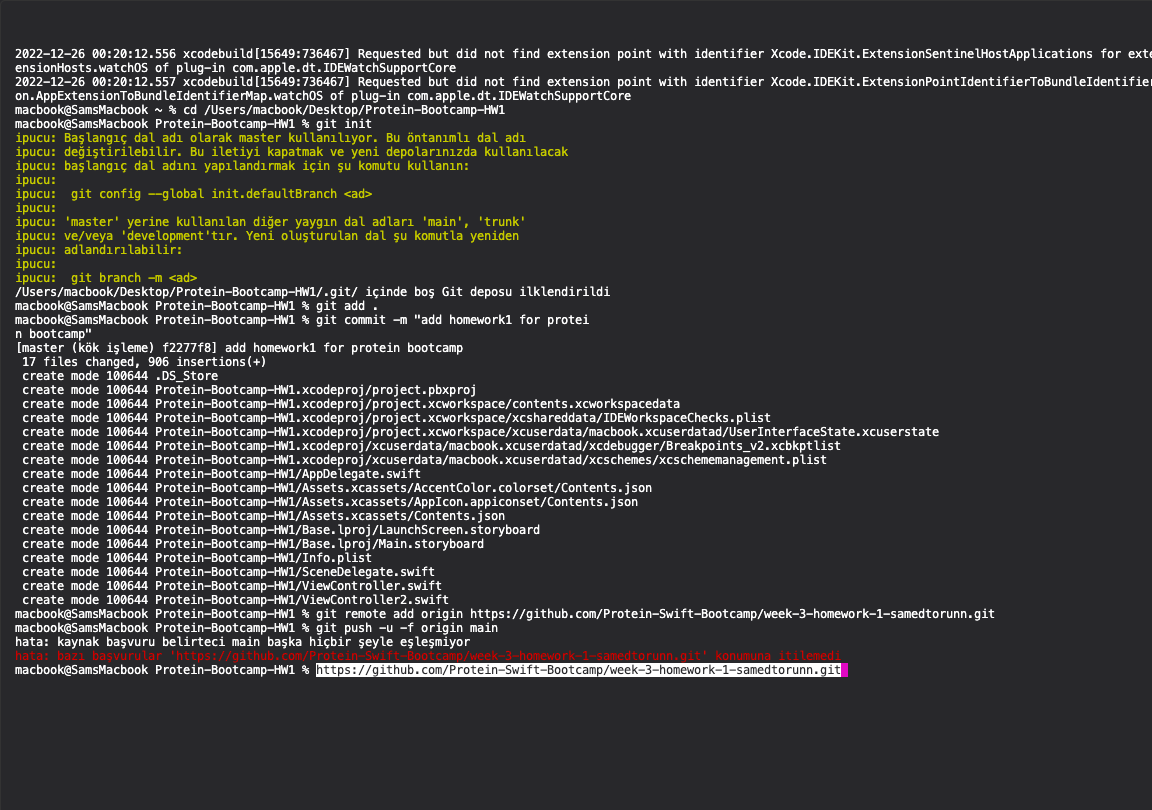 2022-12-26 00:20:12.556 xcodebuild[15649:736467] Requested but did not find extension point with identifier Xcode.IDEKit.ExtensionSentinelHostApplications for exte
ensionHosts.watchOS of plug-in com.apple.dt.IDEWatchSupportCore
2022-12-26 00:20:12.557 xcodebuild[15649:736467] Requested but did not find extension point with identifier Xcode.IDEKit.ExtensionPointIdentifierToBundleIdentifier
on.AppExtensionToBundleIdentifierMap.watchOS of plug-in com.apple.dt.IDEWatchSupportCore
macbook@SamsMacbook ~ % cd /Users/macbook/Desktop/Protein-Bootcamp-HW1
macbook@SamsMacbook Protein-Bootcamp-HW1 % git init
ipucu: Başlangıç dal adı olarak master kullanılıyor. Bu öntanımlı dal adı
ipucu: değiştirilebilir. Bu iletiyi kapatmak ve yeni depolarınızda kullanılacak
ipucu: başlangıç dal adını yapılandırmak için şu komutu kullanın:
ipucu:
ipucu:  git config --global init.defaultBranch <ad>
ipucu:
ipucu: 'master' yerine kullanılan diğer yaygın dal adları 'main', 'trunk'
ipucu: ve/veya 'development'tır. Yeni oluşturulan dal şu komutla yeniden
ipucu: adlandırılabilir:
ipucu:
ipucu:  git branch -m <ad>
/Users/macbook/Desktop/Protein-Bootcamp-HW1/.git/ içinde boş Git deposu ilklendirildi
macbook@SamsMacbook Protein-Bootcamp-HW1 % git add .
macbook@SamsMacbook Protein-Bootcamp-HW1 % git commit -m "add homework1 for protei
n bootcamp"
[master (kök işleme) f2277f8] add homework1 for protein bootcamp
 17 files changed, 906 insertions(+)
 create mode 100644 .DS_Store
 create mode 100644 Protein-Bootcamp-HW1.xcodeproj/project.pbxproj
 create mode 100644 Protein-Bootcamp-HW1.xcodeproj/project.xcworkspace/contents.xcworkspacedata
 create mode 100644 Protein-Bootcamp-HW1.xcodeproj/project.xcworkspace/xcshareddata/IDEWorkspaceChecks.plist
 create mode 100644 Protein-Bootcamp-HW1.xcodeproj/project.xcworkspace/xcuserdata/macbook.xcuserdatad/UserInterfaceState.xcuserstate
 create mode 100644 Protein-Bootcamp-HW1.xcodeproj/xcuserdata/macbook.xcuserdatad/xcdebugger/Breakpoints_v2.xcbkptlist
 create mode 100644 Protein-Bootcamp-HW1.xcodeproj/xcuserdata/macbook.xcuserdatad/xcschemes/xcschememanagement.plist
 create mode 100644 Protein-Bootcamp-HW1/AppDelegate.swift
 create mode 100644 Protein-Bootcamp-HW1/Assets.xcassets/AccentColor.colorset/Contents.json
 create mode 100644 Protein-Bootcamp-HW1/Assets.xcassets/AppIcon.appiconset/Contents.json
 create mode 100644 Protein-Bootcamp-HW1/Assets.xcassets/Contents.json
 create mode 100644 Protein-Bootcamp-HW1/Base.lproj/LaunchScreen.storyboard
 create mode 100644 Protein-Bootcamp-HW1/Base.lproj/Main.storyboard
 create mode 100644 Protein-Bootcamp-HW1/Info.plist
 create mode 100644 Protein-Bootcamp-HW1/SceneDelegate.swift
 create mode 100644 Protein-Bootcamp-HW1/ViewController.swift
 create mode 100644 Protein-Bootcamp-HW1/ViewController2.swift
macbook@SamsMacbook Protein-Bootcamp-HW1 % git remote add origin https://github.com/Protein-Swift-Bootcamp/week-3-homework-1-samedtorunn.git
macbook@SamsMacbook Protein-Bootcamp-HW1 % git push -u -f origin main
hata: kaynak başvuru belirteci main başka hiçbir şeyle eşleşmiyor
hata: bazı başvurular 'https://github.com/Protein-Swift-Bootcamp/week-3-homework-1-samedtorunn.git' konumuna itilemedi
macbook@SamsMacbook Protein-Bootcamp-HW1 % https://github.com/Protein-Swift-Bootcamp/week-3-homework-1-samedtorunn.git